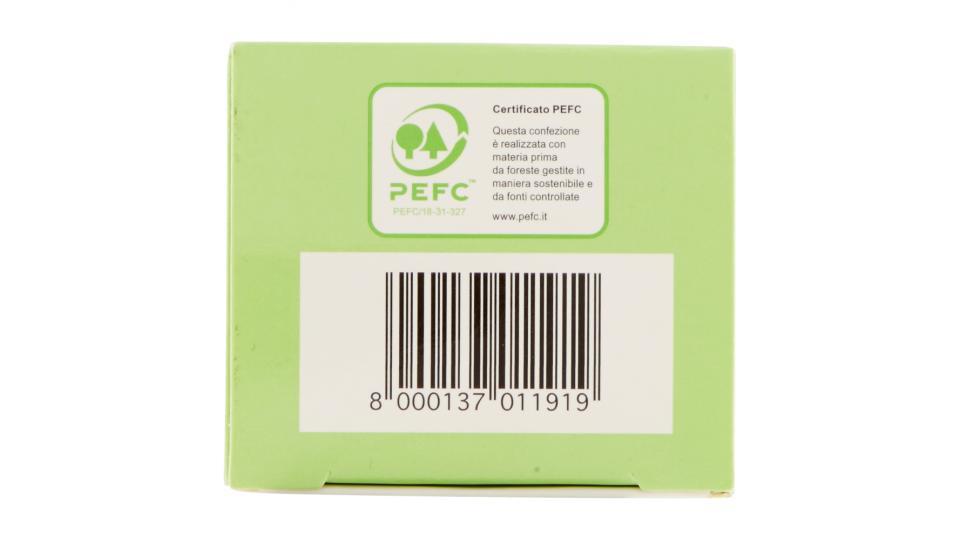 Certificato PEFC
Questa confezione
è realizzata con
materia prima
da foreste gestite in
maniera sostenibile e
da fonti controllate
www.pefc.it
PEFC™
PEFC/18-31-327
8 000137 011919